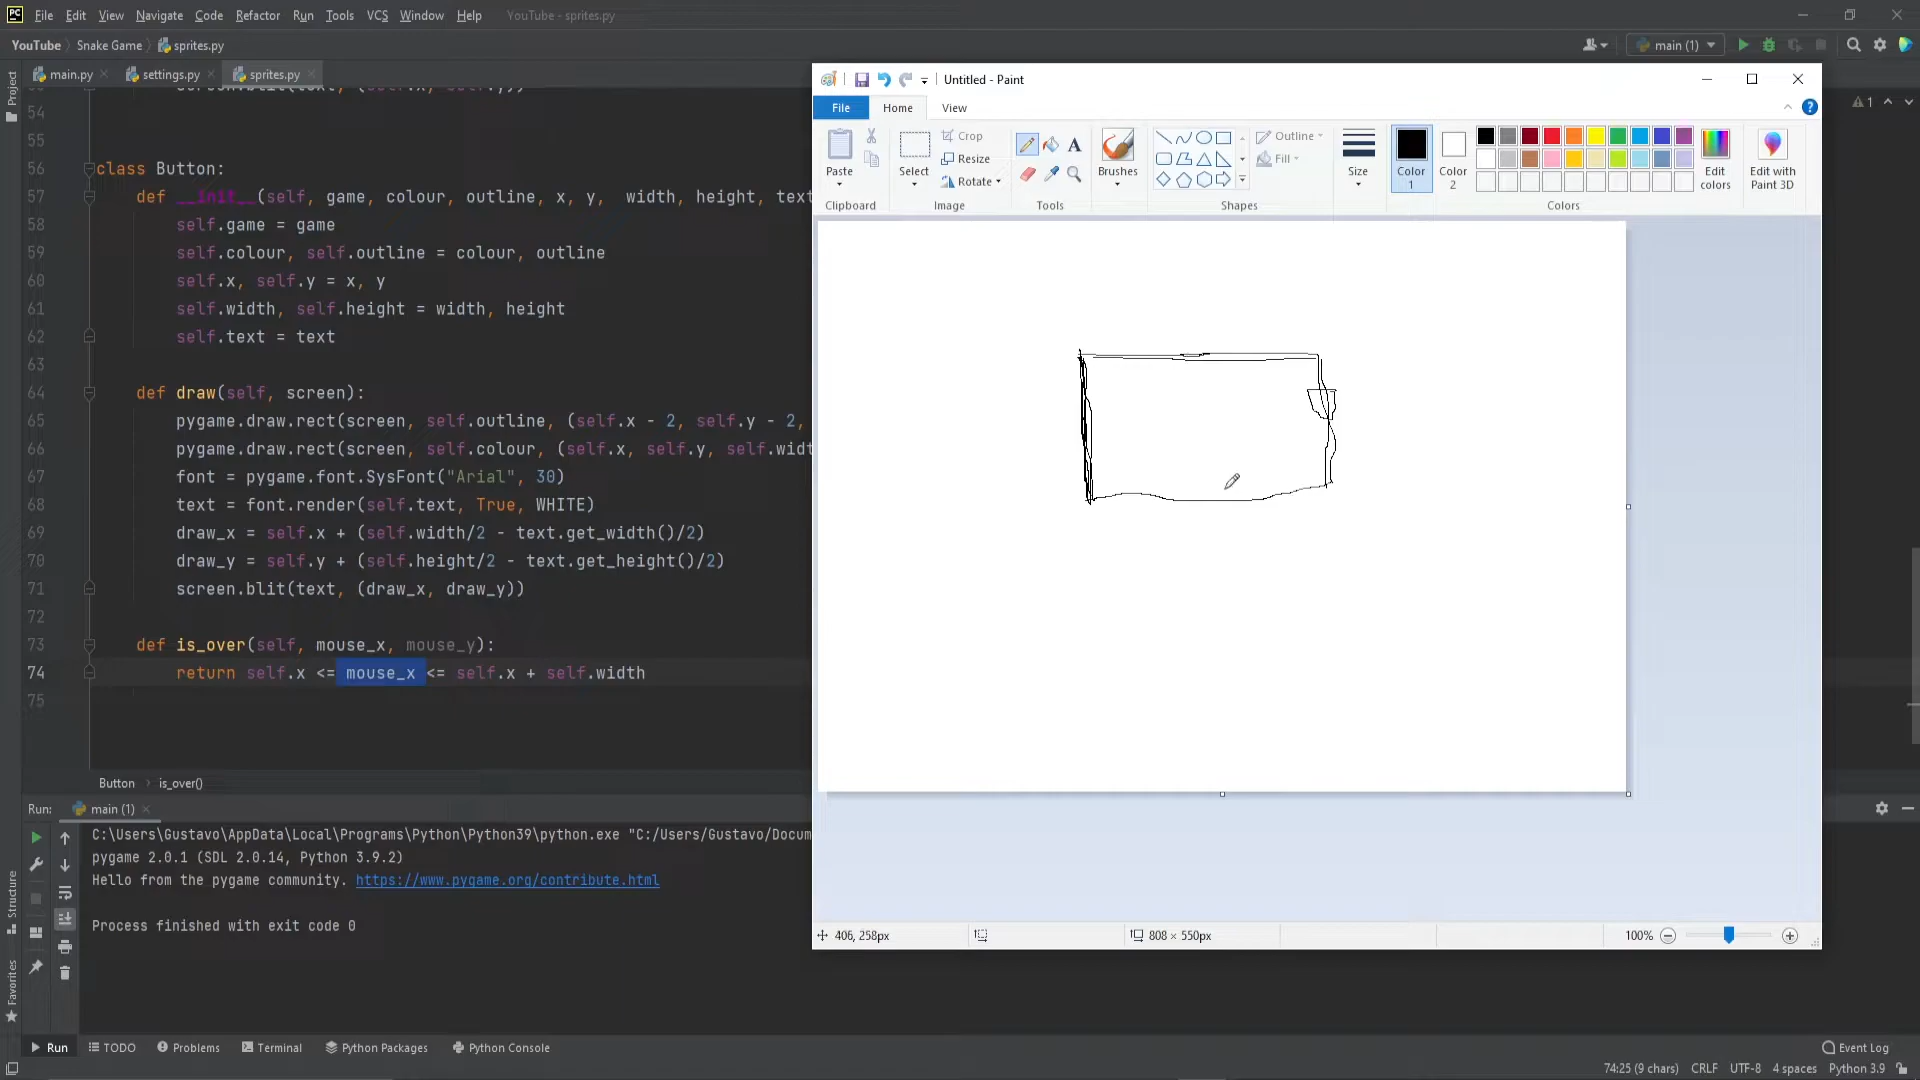 File Edit View Navigate Code Refactor Run Tools VCS Window Help YouTube - sprites.py
YouTube Snake Game sprites.py
main (1)
main.py settings.py sprites.py
Project
1
54
55
56 class Button:
57 def __init__(self, game, colour, outline, x, y,  width, height, text
58 self.game = game
59 self.colour, self.outline = colour, outline
60 self.x, self.y = x, y
61 self.width, self.height = width, height
62 self.text = text
63
64 def draw(self, screen):
65 pygame.draw.rect(screen, self.outline, (self.x - 2, self.y - 2,
66 pygame.draw.rect(screen, self.colour, (self.x, self.y, self.widt
67 font = pygame.font.SysFont("Arial", 30)
68 text = font.render(self.text, True, WHITE)
69 draw_x = self.x + (self.width/2 - text.get_width()/2)
70 draw_y = self.y + (self.height/2 - text.get_height()/2)
71 screen.blit(text, (draw_x, draw_y))
72
73 def is_over(self, mouse_x, mouse_y):
74 return self.x <= mouse_x <= self.x + self.width
75
Button is_over()
Untitled - Paint
File Home View
Paste
Clipboard
Select
Crop
Resize
Rotate
Image
A
Tools
Brushes
Outline
Fill
Shapes
Size
Color 1
Color 2
Edit colors
Colors
Edit with Paint 3D
406, 258px
808 × 550px
100%
Run: main (1)
C:\Users\Gustavo\AppData\Local\Programs\Python\Python39\python.exe "C:/Users/Gustavo/Docum
pygame 2.0.1 (SDL 2.0.14, Python 3.9.2)
Hello from the pygame community. https://www.pygame.org/contribute.html
Process finished with exit code 0
Structure
Favorites
Run TODO Problems Terminal Python Packages Python Console Event Log
74:25 (9 chars) CRLF UTF-8 4 spaces Python 3.9